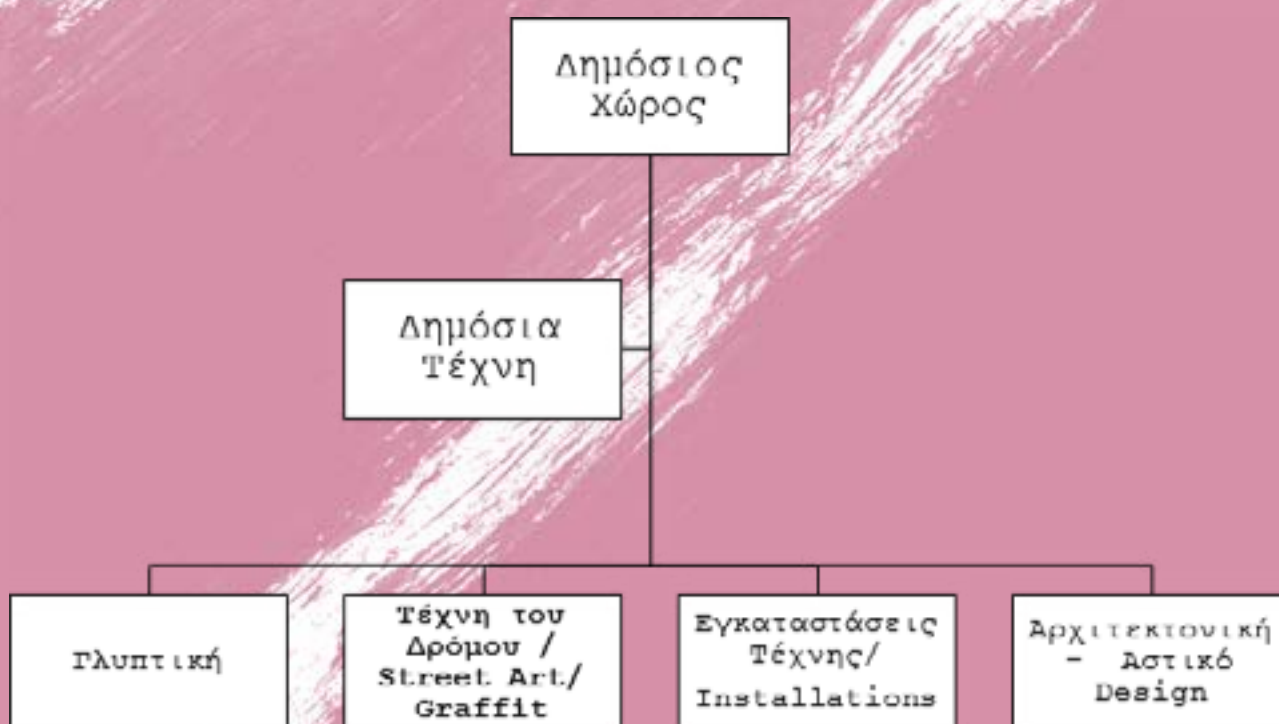 Δημόσιος
Χώρος
Δημόσια
Τέχνη
Γλυπτική
Τέχνη του
Δρόμου /
Street Art/
Graffit
Εγκαταστάσεις
Τέχνης/
Installations
Αρχιτεκτονική
- Αστικό
Design